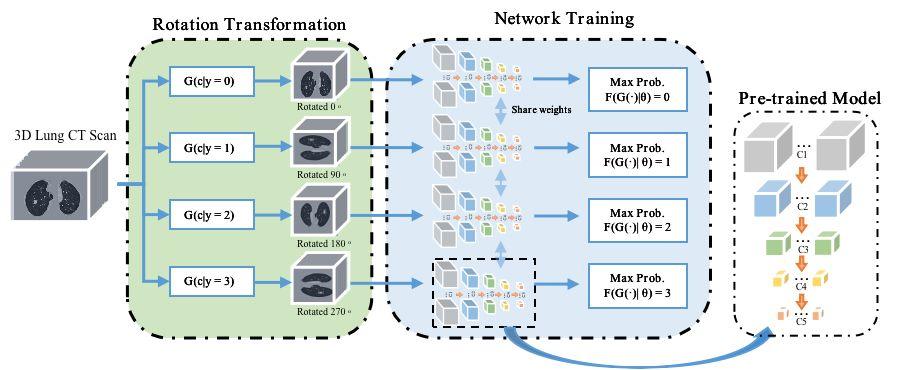 Rotation Transformation
Network Training
Pre-trained Model
3D Lung CT Scan
G(c|y = 0)
Rotated 0 °
G(c|y = 1)
Rotated 90 °
G(c|y = 2)
Rotated 180 °
G(c|y = 3)
Rotated 270 °
Share weights
Max Prob.
F(G(·)|θ) = 0
Max Prob.
F(G(·)| θ) = 1
Max Prob.
F(G(·)| θ) = 2
Max Prob.
F(G(·)| θ) = 3
C1
C2
C3
C4
C5